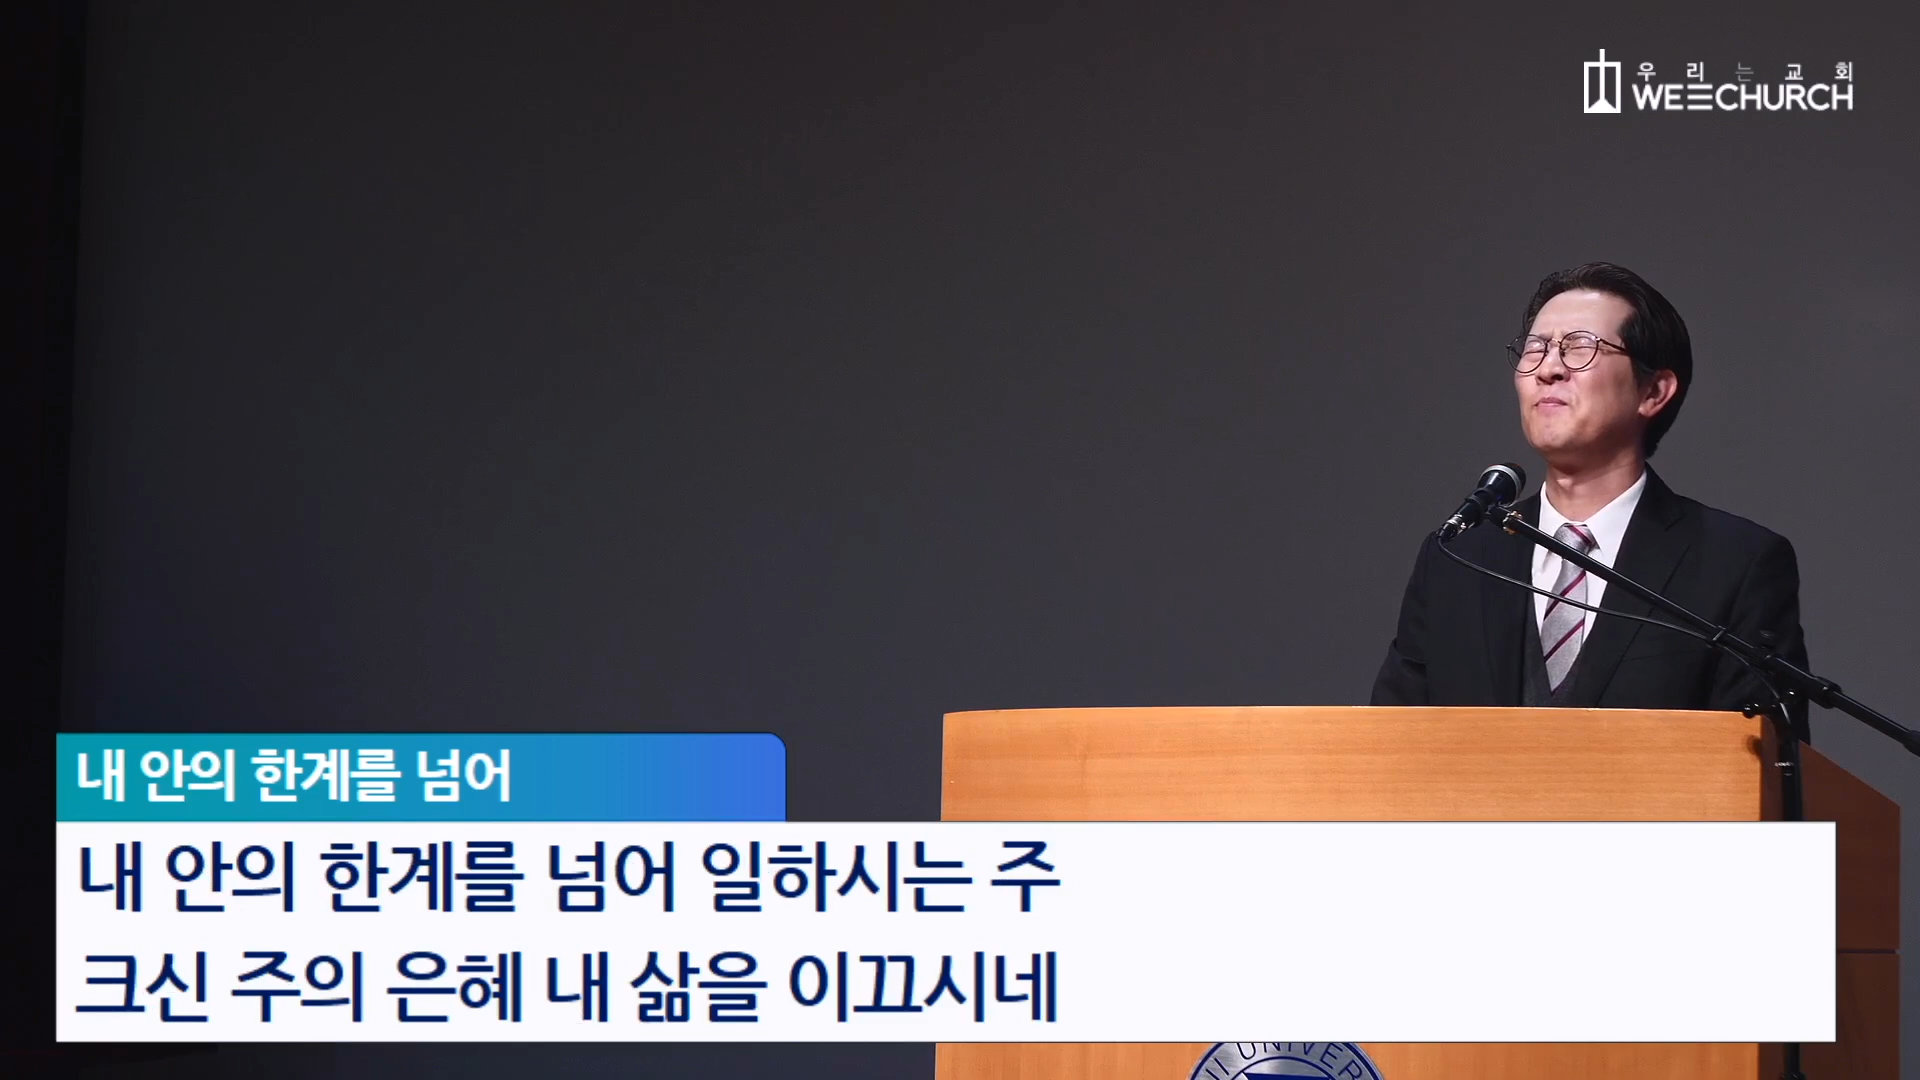 우리는교회
WECHURCH
내 안의 한계를 넘어
내 안의 한계를 넘어 일하시는 주
크신 주의 은혜 내 삶을 이끄시네